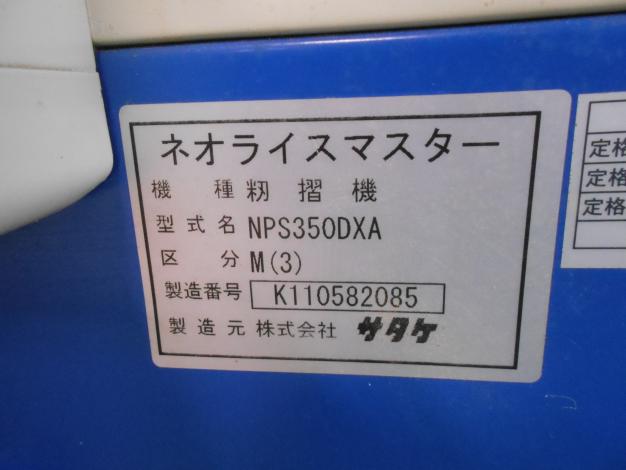 ネオライスマスター
機種 籾摺機
型式名 NPS350DXA
区分 M(3)
製造番号 K110582085
製造元 株式会社 サタケ
定格
定格
定格